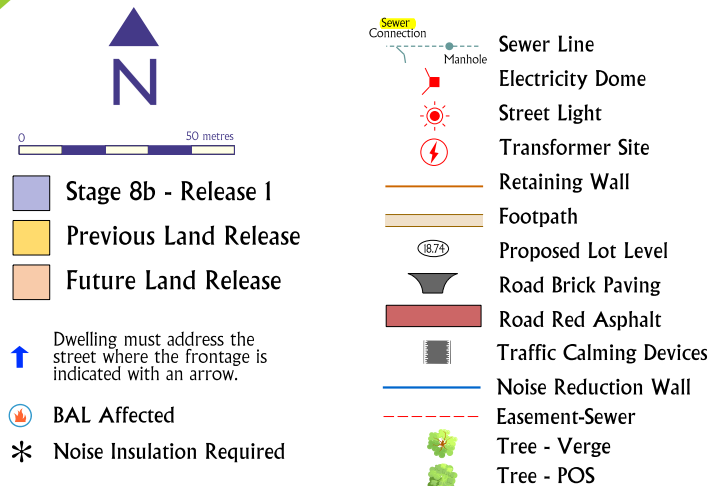 N
0
50 metres
Stage 8b - Release 1
Previous Land Release
Future Land Release
Dwelling must address the
street where the frontage is
indicated with an arrow.
BAL Affected
Noise Insulation Required
Sewer
Connection
Manhole
Sewer Line
Electricity Dome
Street Light
Transformer Site
Retaining Wall
Footpath
18.74
Proposed Lot Level
Road Brick Paving
Road Red Asphalt
Traffic Calming Devices
Noise Reduction Wall
Easement-Sewer
Tree - Verge
Tree - POS